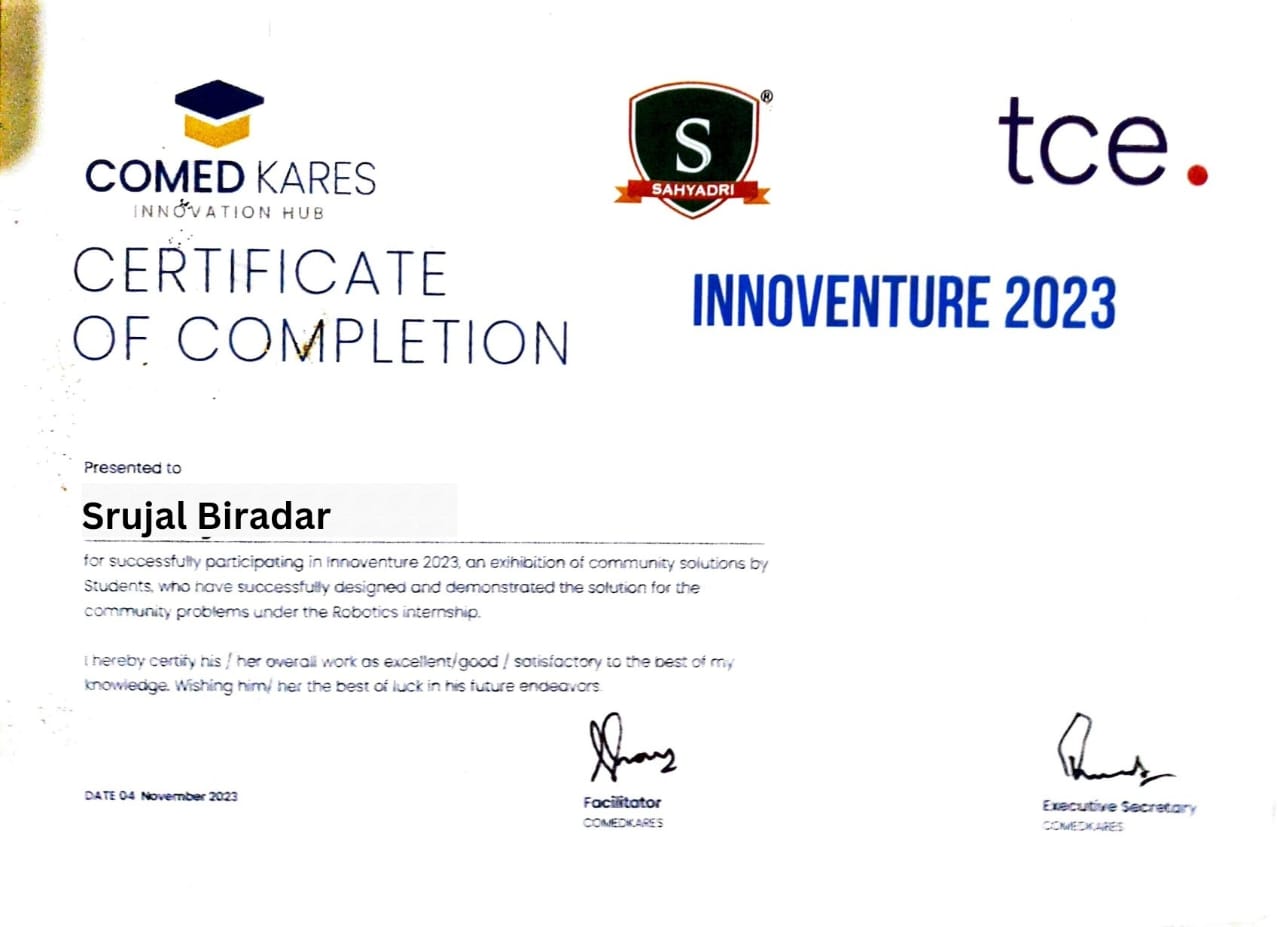 COMED KARES
INNOVATION HUB
S
SAHYADRI
®
tce.
CERTIFICATE
OF COMPLETION
INNOVENTURE 2023
Presented to
Srujal Biradar
for successfully participating in Innoventure 2023, an exihibition of community solutions by
Students, who have successfully designed and demonstrated the solution for the
community problems under the Robotics internship.
I hereby certify his / her overall work as excellent/good / satisfactory to the best of my
knowledge. Wishing him/ her the best of luck in his future endeavors.
DATE 04 November 2023
Facilitator
COMEDKARES
Executive Secretary
COMEDKARES